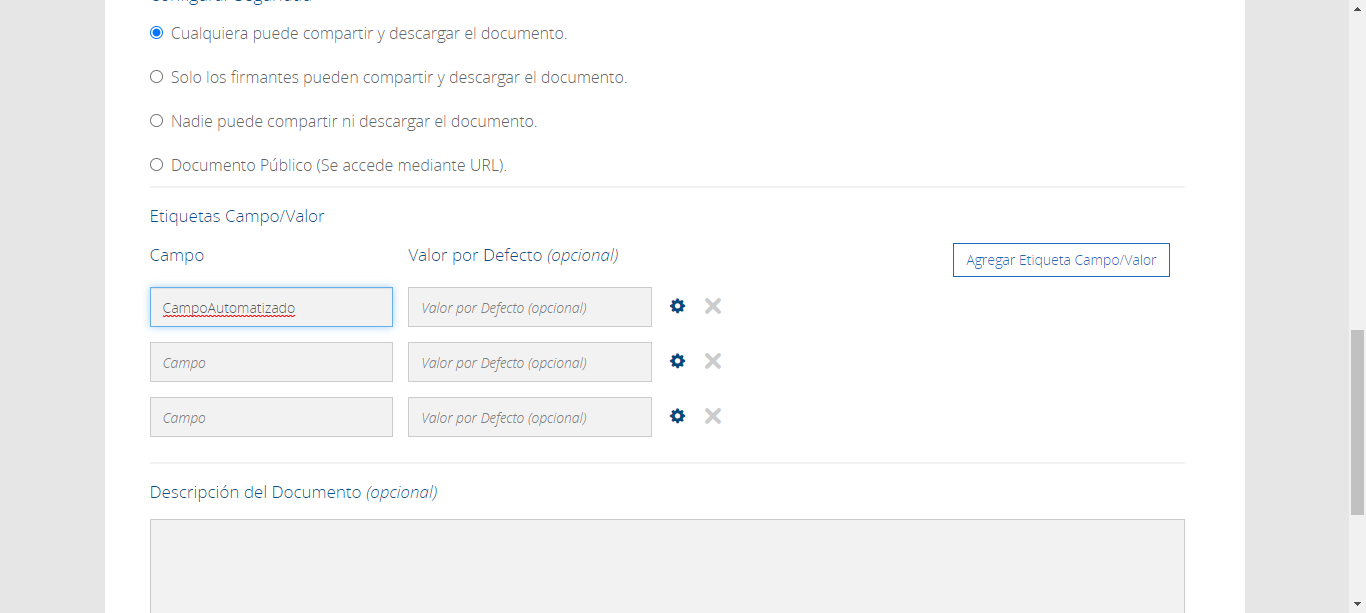 Configurar Seguridad
Cualquiera puede compartir y descargar el documento.
Solo los firmantes pueden compartir y descargar el documento.
Nadie puede compartir ni descargar el documento.
Documento Público (Se accede mediante URL).
Etiquetas Campo/Valor
Campo Valor por Defecto (opcional) Agregar Etiqueta Campo/Valor
CampoAutomatizado Valor por Defecto (opcional)
Campo Valor por Defecto (opcional)
Campo Valor por Defecto (opcional)
Descripción del Documento (opcional)